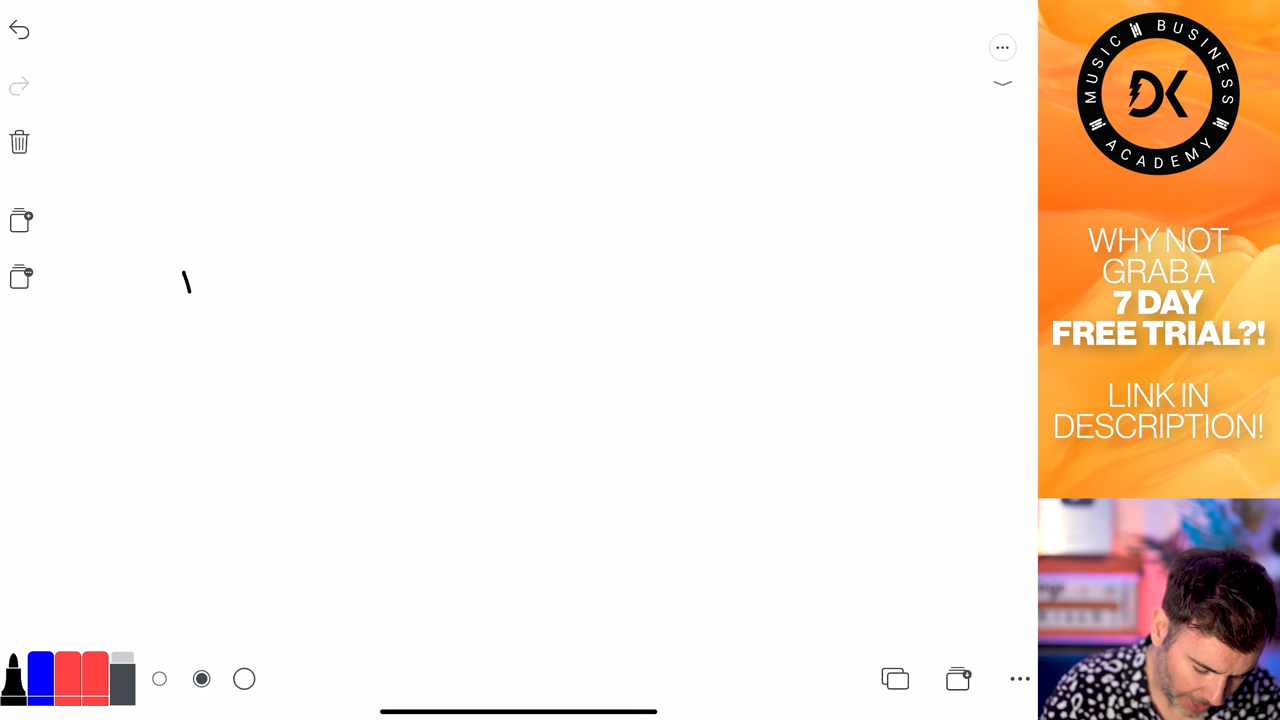 MUSIC BUSINESS
DK
ACADEMY
WHY NOT
GRAB A
7 DAY
FREE TRIAL?!
LINK IN
DESCRIPTION!